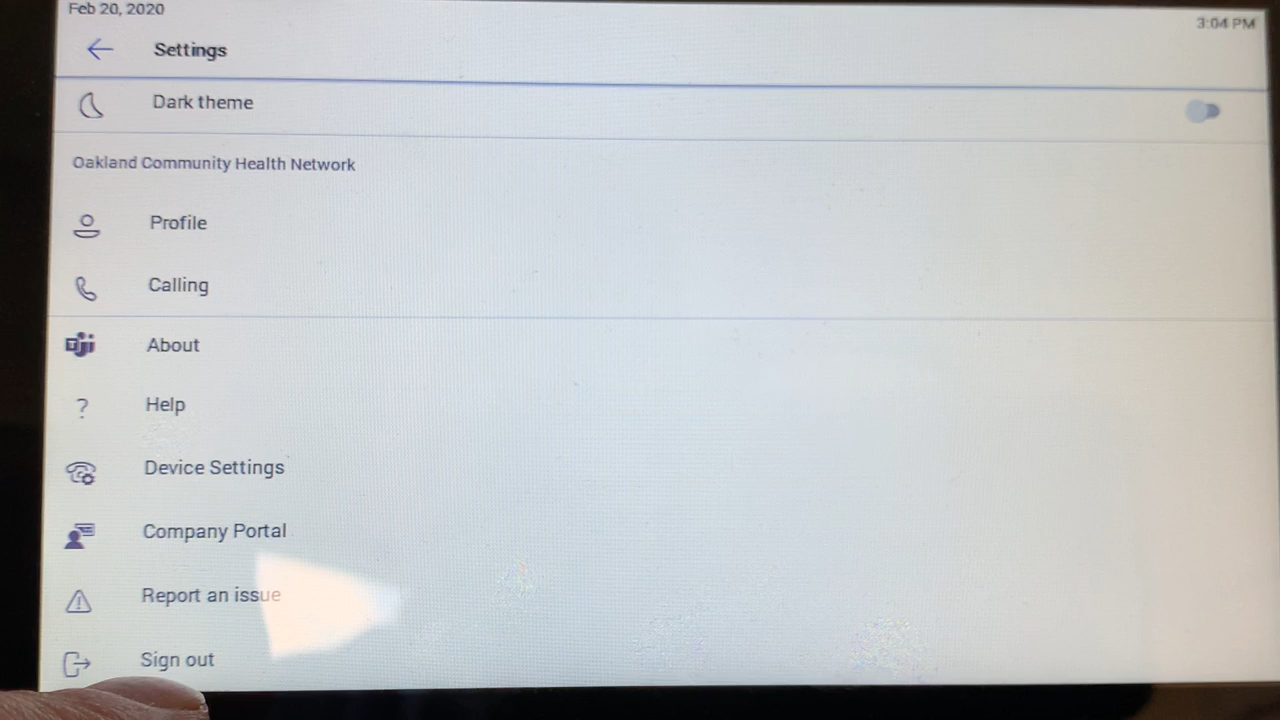 Feb 20, 2020
3:04 PM
Settings
Dark theme
Oakland Community Health Network
Profile
Calling
About
?
Help
Device Settings
Company Portal
Report an issue
Sign out